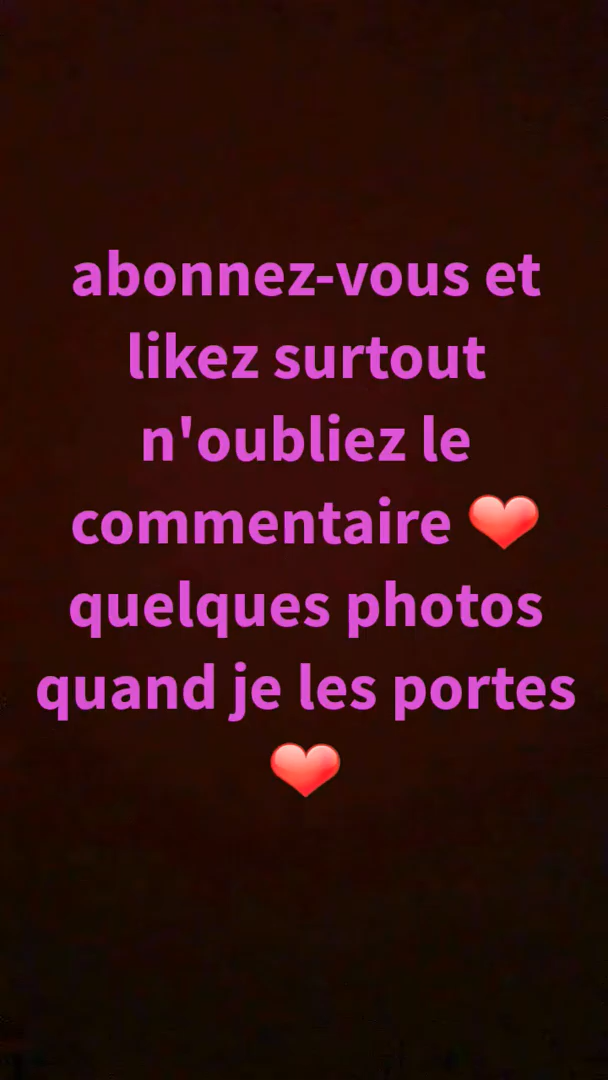 abonnez-vous et
likez surtout
n'oubliez le
commentaire ❤️
quelques photos
quand je les portes
❤️